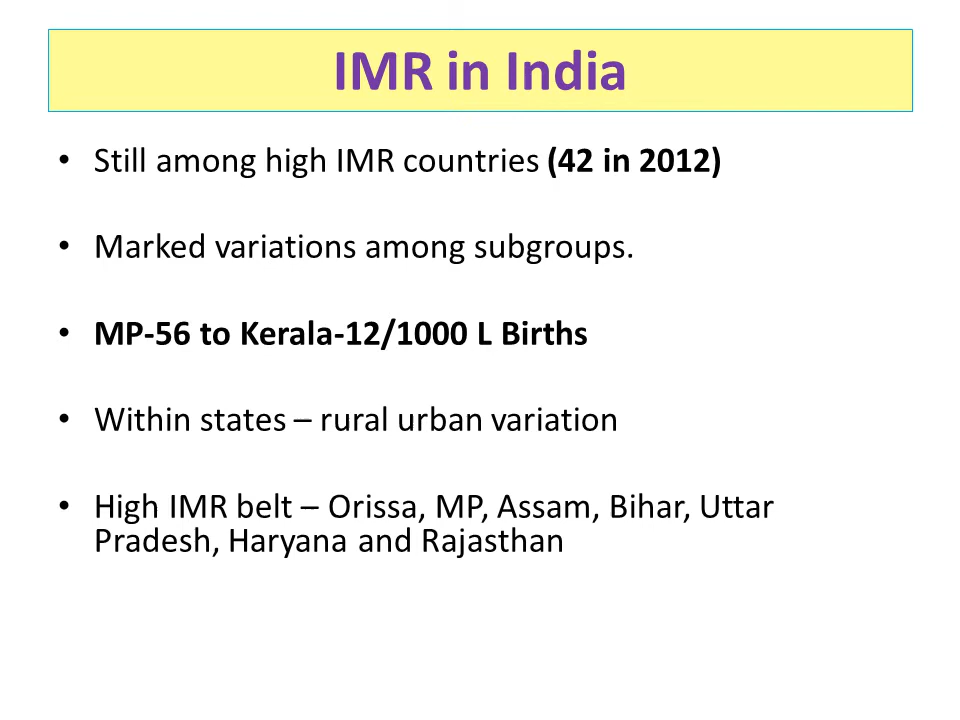 IMR in India
• Still among high IMR countries (42 in 2012)
• Marked variations among subgroups.
• MP-56 to Kerala-12/1000 L Births
• Within states – rural urban variation
• High IMR belt – Orissa, MP, Assam, Bihar, Uttar
Pradesh, Haryana and Rajasthan